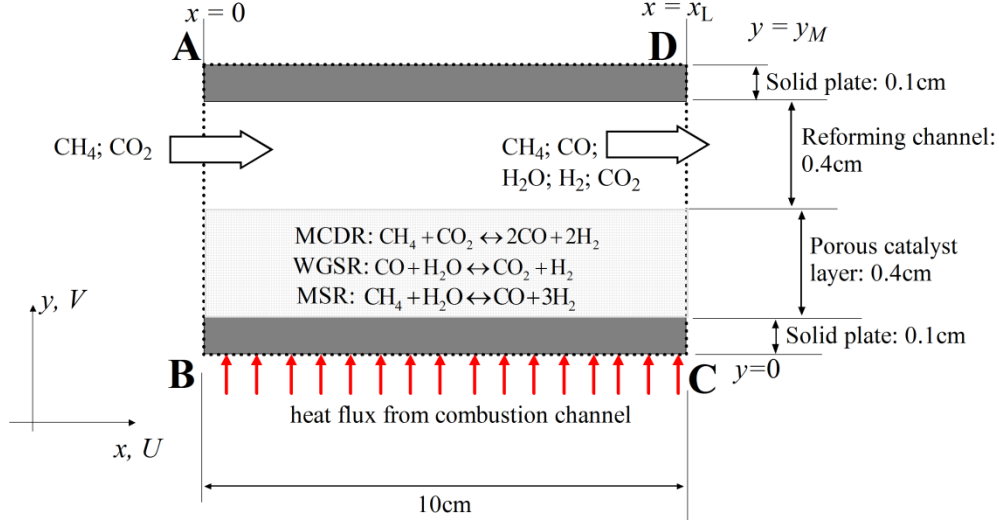 x = 0
x = x_L
y = y_M
A
D
Solid plate: 0.1cm
CH₄; CO₂
CH₄; CO;
H₂O; H₂; CO₂
Reforming channel:
0.4cm
MCDR: CH₄ + CO₂ ↔ 2CO + 2H₂
WGSR: CO + H₂O ↔ CO₂ + H₂
MSR: CH₄ + H₂O ↔ CO + 3H₂
Porous catalyst
layer: 0.4cm
y, V
Solid plate: 0.1cm
B
C
y=0
heat flux from combustion channel
x, U
10cm